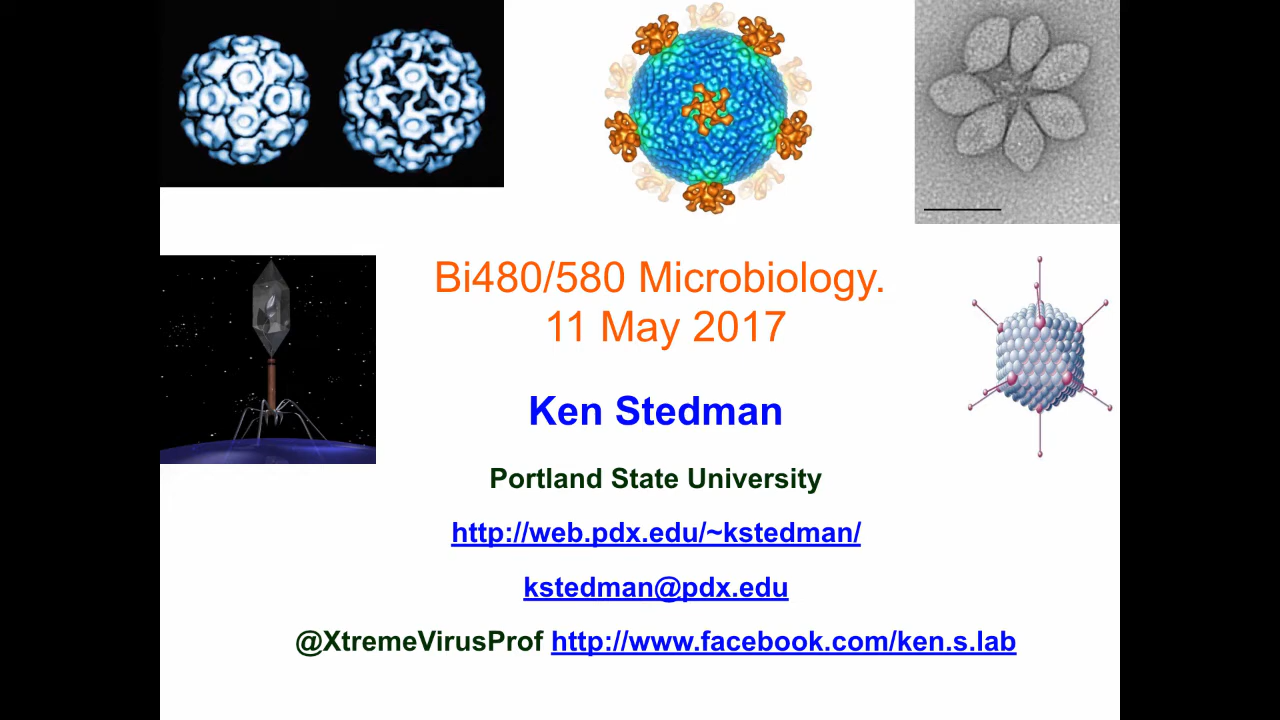 Bi480/580 Microbiology.
11 May 2017
Ken Stedman
Portland State University
http://web.pdx.edu/~kstedman/
kstedman@pdx.edu
@XtremeVirusProf http://www.facebook.com/ken.s.lab